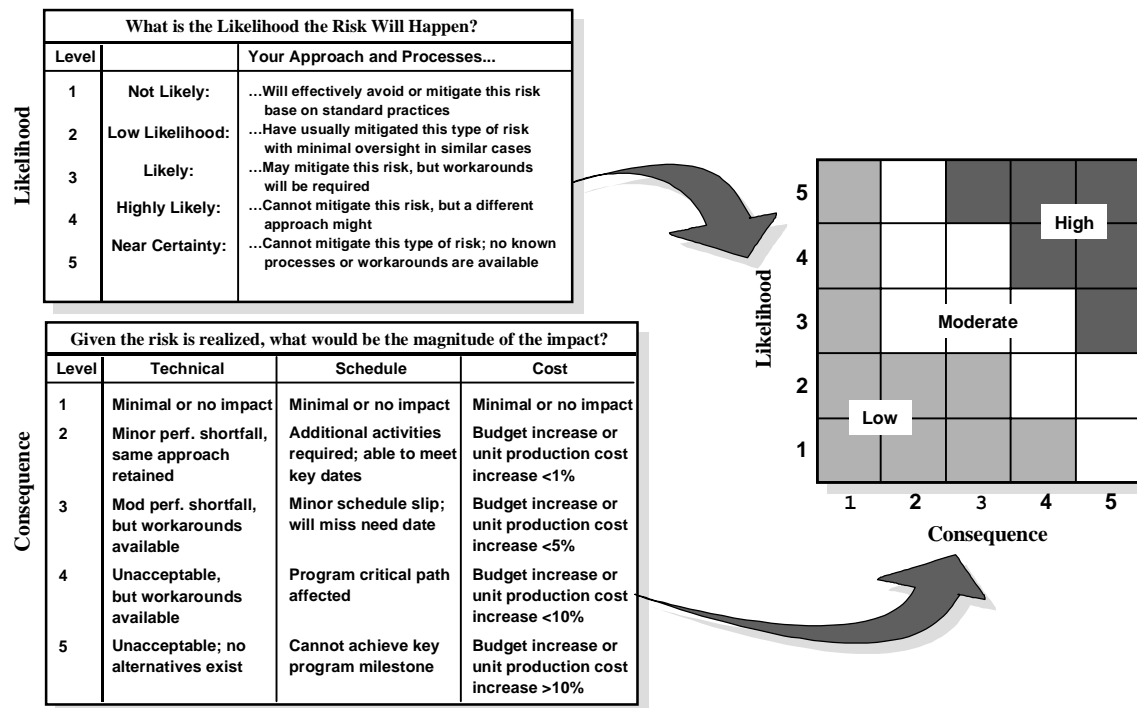 What is the Likelihood the Risk Will Happen?
Level
Your Approach and Processes...
1
Not Likely:
...Will effectively avoid or mitigate this risk
base on standard practices
2
Low Likelihood:
...Have usually mitigated this type of risk
with minimal oversight in similar cases
3
Likely:
...May mitigate this risk, but workarounds
will be required
4
Highly Likely:
...Cannot mitigate this risk, but a different
approach might
5
Near Certainty:
...Cannot mitigate this type of risk; no known
processes or workarounds are available
Likelihood
Given the risk is realized, what would be the magnitude of the impact?
Level Technical Schedule Cost
1
Minimal or no impact
Minimal or no impact
Minimal or no impact
2
Minor perf. shortfall,
same approach
retained
Additional activities
required; able to meet
key dates
Budget increase or
unit production cost
increase <1%
3
Mod perf. shortfall,
but workarounds
available
Minor schedule slip;
will miss need date
Budget increase or
unit production cost
increase <5%
4
Unacceptable,
but workarounds
available
Program critical path
affected
Budget increase or
unit production cost
increase <10%
5
Unacceptable; no
alternatives exist
Cannot achieve key
program milestone
Budget increase or
unit production cost
increase >10%
Consequence
Likelihood
5
4
3
2
1
High
Moderate
Low
1 2 3 4 5
Consequence